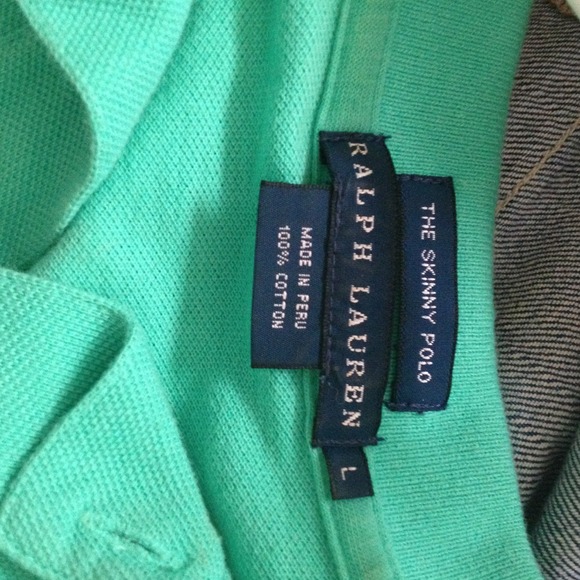 THE SKINNY POLO
RALPH LAUREN
L
MADE IN PERU
100% COTTON